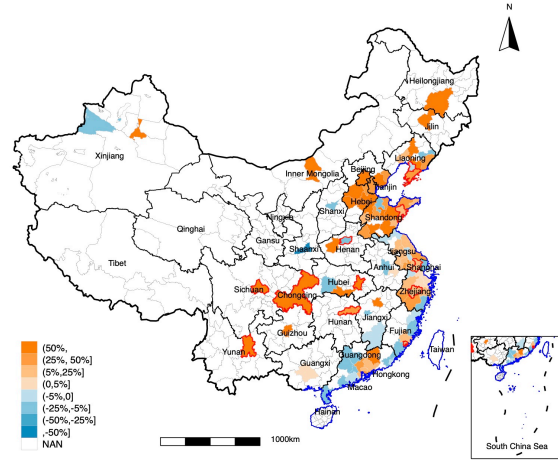 N
Heilongjiang
Jilin
Liaoning
Inner Mongolia
Beijing
Tianjin
Hebei
Xinjiang
Shanxi
Shandong
Ningxia
Qinghai
Gansu
Shaanxi
Henan
Jiangsu
Tibet
Anhui
Shanghai
Sichuan
Hubei
Chongqing
Zhejiang
Hunan
Jiangxi
Guizhou
Fujian
Yunan
Guangxi
Guangdong
Taiwan
Hongkong
Macao
Hainan
(50%,
(25%, 50%]
(5%,25%]
(0,5%]
(-5%,0]
(-25%,-5%]
(-50%,-25%]
,-50%]
NAN
1000km
South China Sea